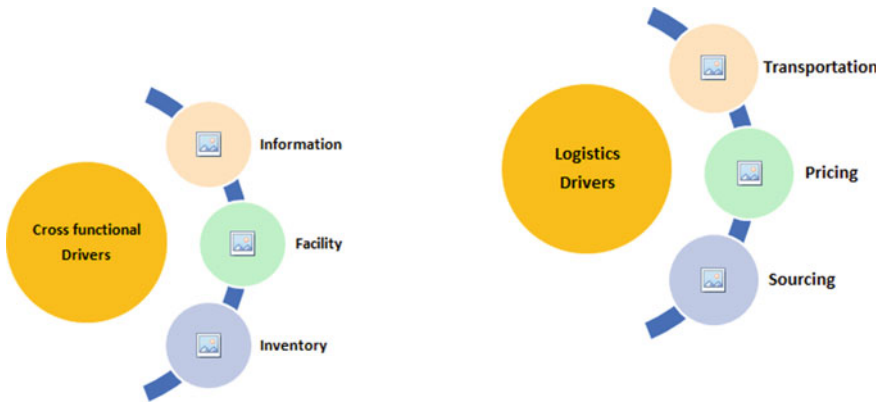 Cross functional
Drivers
Information
Facility
Inventory
Logistics
Drivers
Transportation
Pricing
Sourcing